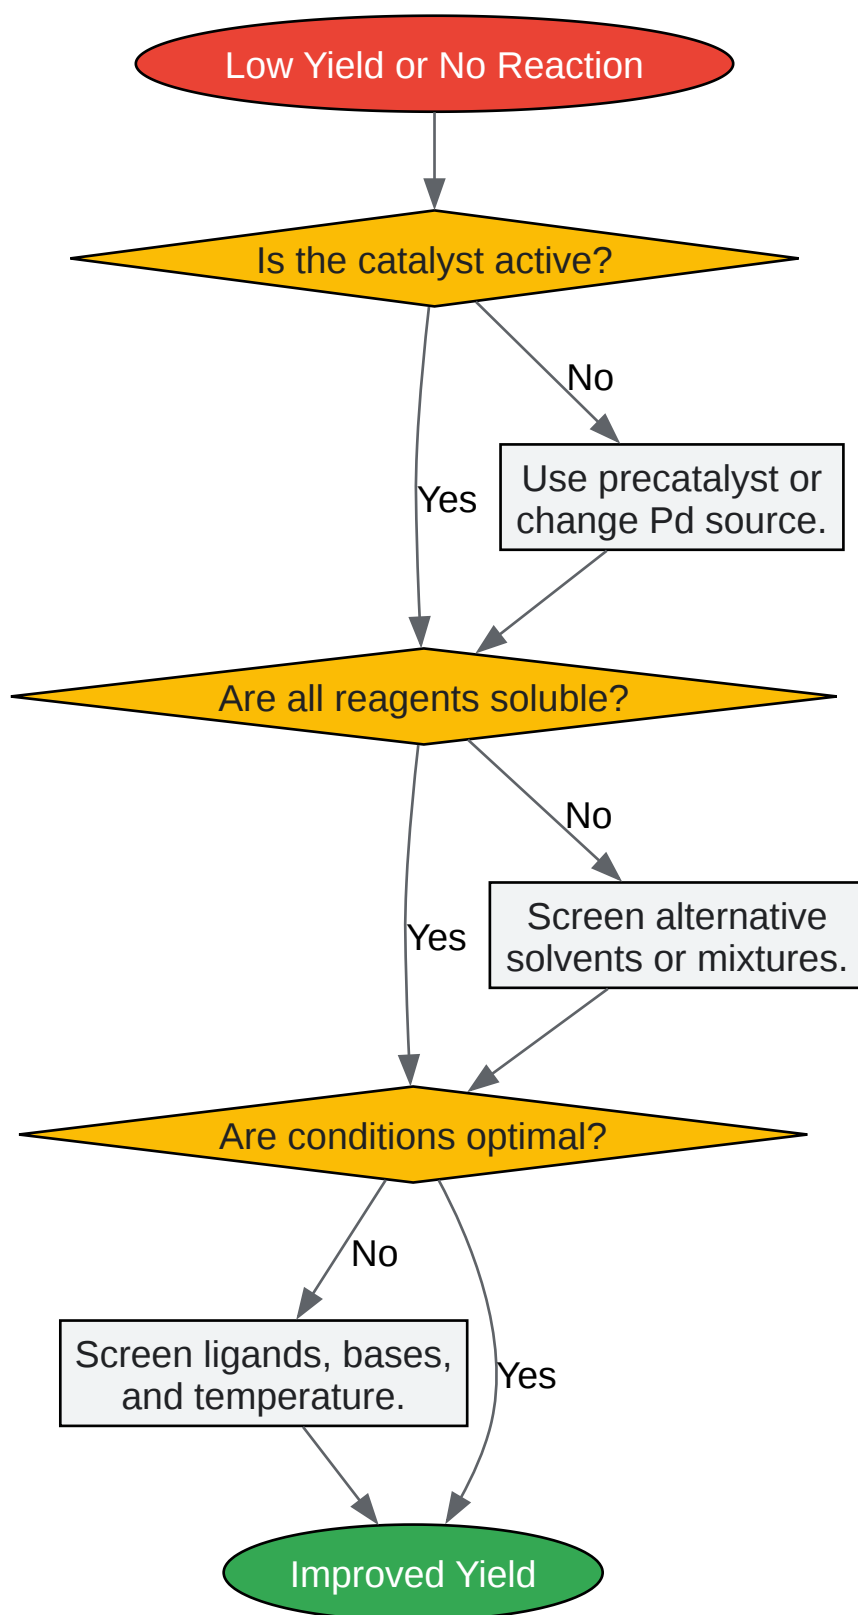 Low Yield or No Reaction
Is the catalyst active?
No
Yes
Use precatalyst or
change Pd source.
Are all reagents soluble?
No
Yes
Screen alternative
solvents or mixtures.
Are conditions optimal?
No
Yes
Screen ligands, bases,
and temperature.
Improved Yield